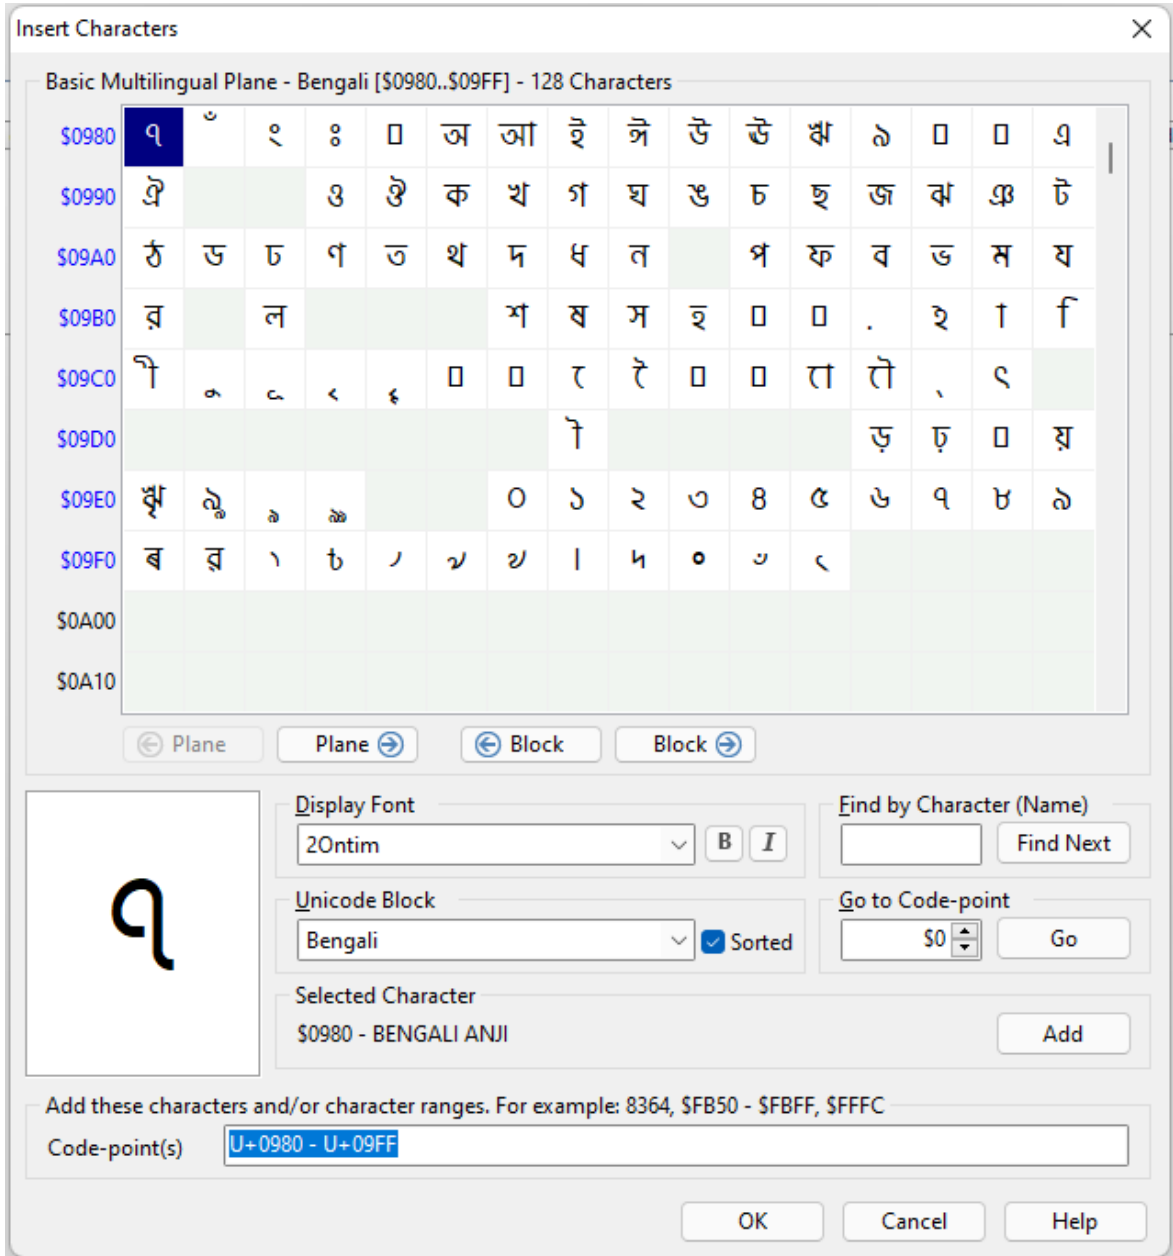 Insert Characters
Basic Multilingual Plane - Bengali [$0980..$09FF] - 128 Characters
$0980 ঀ ঁ ং ঃ অ আ ই ঈ উ ঊ ঋ ঌ এ
$0990 ঐ ও ঔ ক খ গ ঘ ঙ চ ছ জ ঝ ঞ ট
$09A0 ঠ ড ঢ ণ ত থ দ ধ ন প ফ ব ভ ম য
$09B0 র ল শ ষ স হ ় ঽ া ি
$09C0 ী ু ূ ৃ ৄ ে ৈ ো ৌ ্ ৎ
$09D0 ৗ ড় ঢ় য়
$09E0 ৠ ৡ ৢ ৣ ০ ১ ২ ৩ ৪ ৫ ৬ ৭ ৮ ৯
$09F0 ৰ ৱ ৲ ৳ ৴ ৵ ৶ ৷ ৸ ৹ ৺ ৻
$0A00
$0A10
Plane Plane Block Block
ঀ
Display Font
2Ontim B I
Find by Character (Name)
Find Next
Unicode Block
Bengali Sorted
Go to Code-point
$0 Go
Selected Character
$0980 - BENGALI ANJI Add
Add these characters and/or character ranges. For example: 8364, $FB50 - $FBFF, $FFFC
Code-point(s) U+0980 - U+09FF
OK Cancel Help